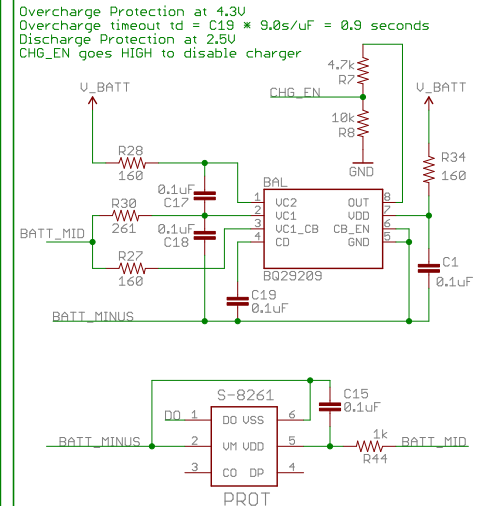 Overcharge Protection at 4.3V
Overcharge timeout td = C19 * 9.0s/uF = 0.9 seconds
Discharge Protection at 2.5V
CHG_EN goes HIGH to disable charger
4.7k
R7
V_BATT
CHG_EN
V_BATT
10k
R8
R28
160
GND
R34
160
BAL
0.1uF
C17
1 VC2 OUT 8
R30
261
2 VC1 VDD 7
BATT_MID
0.1uF
C18
3 VC1_CB CB_EN 6
4 CD GND 5
R27
160
BQ29209
C1
0.1uF
C19
0.1uF
BATT_MINUS
S-8261
C15
0.1uF
DO 1 DO VSS 6
BATT_MINUS 2 VM VDD 5
1k
R44
BATT_MID
3 CO DP 4
PROT